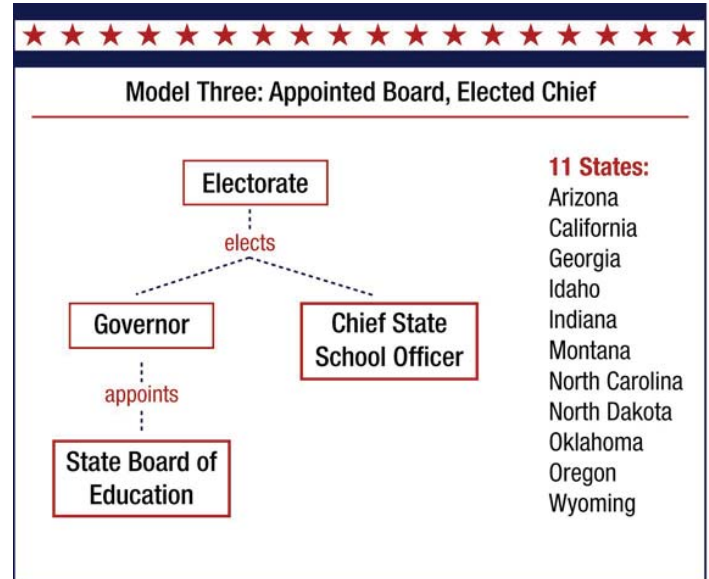 Model Three: Appointed Board, Elected Chief
Electorate
elects
Governor
Chief State
School Officer
appoints
State Board of
Education
11 States:
Arizona
California
Georgia
Idaho
Indiana
Montana
North Carolina
North Dakota
Oklahoma
Oregon
Wyoming